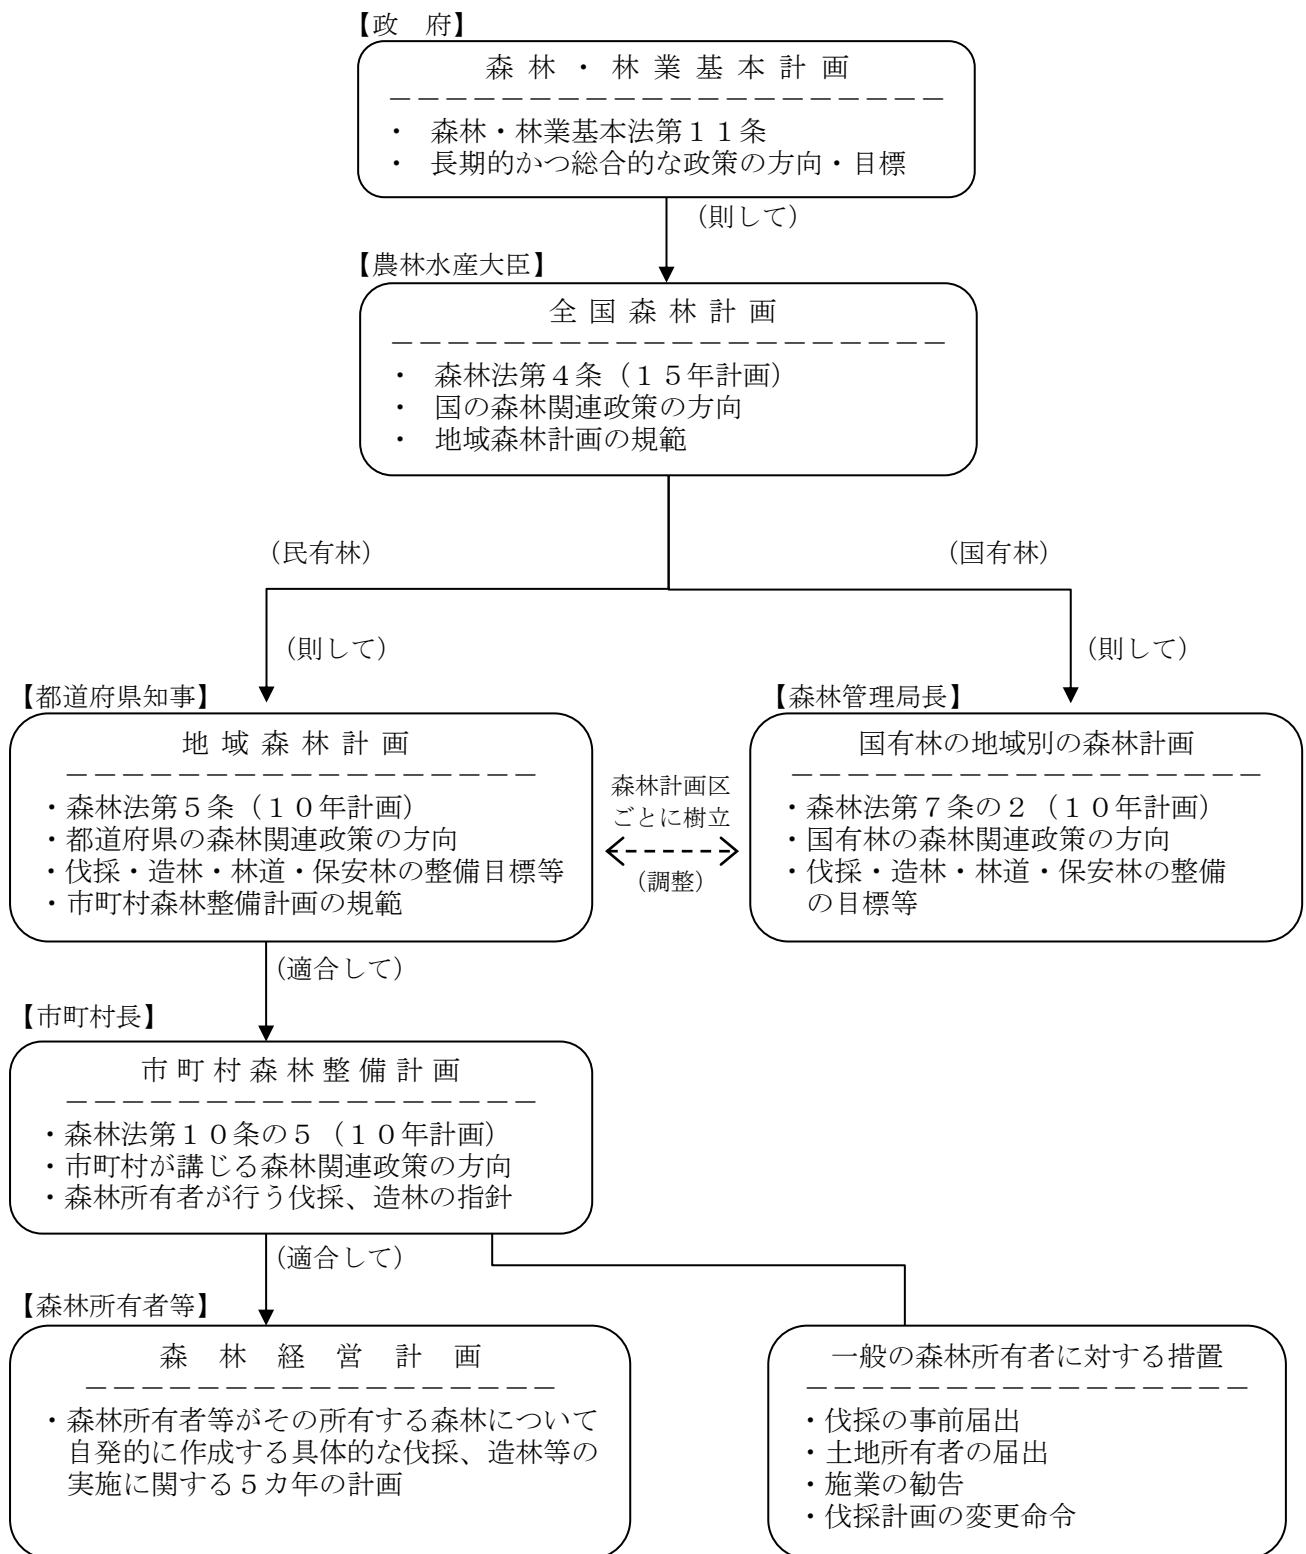 【政　府】
森 林 ・ 林 業 基 本 計 画
－－－－－－－－－－－－－－－－－－－－
・　森林・林業基本法第１１条
・　長期的かつ総合的な政策の方向・目標
（則して）
【農林水産大臣】
全 国 森 林 計 画
－－－－－－－－－－－－－－－－－－－－
・　森林法第４条（１５年計画）
・　国の森林関連政策の方向
・　地域森林計画の規範
（民有林）
（国有林）
（則して）
（則して）
【都道府県知事】
地 域 森 林 計 画
－－－－－－－－－－－－－－－－－
・森林法第５条（１０年計画）
・都道府県の森林関連政策の方向
・伐採・造林・林道・保安林の整備目標等
・市町村森林整備計画の規範
森林計画区
ごとに樹立
（調整）
【森林管理局長】
国有林の地域別の森林計画
－－－－－－－－－－－－－－－－－
・森林法第７条の２（１０年計画）
・国有林の森林関連政策の方向
・伐採・造林・林道・保安林の整備
の目標等
（適合して）
【市町村長】
市 町 村 森 林 整 備 計 画
－－－－－－－－－－－－－－－－－
・森林法第１０条の５（１０年計画）
・市町村が講じる森林関連政策の方向
・森林所有者が行う伐採、造林の指針
（適合して）
【森林所有者等】
森　林　経　営　計　画
－－－－－－－－－－－－－－－－－
・森林所有者等がその所有する森林について
自発的に作成する具体的な伐採、造林等の
実施に関する５カ年の計画
一般の森林所有者に対する措置
－－－－－－－－－－－－－－－－
・伐採の事前届出
・土地所有者の届出
・施業の勧告
・伐採計画の変更命令